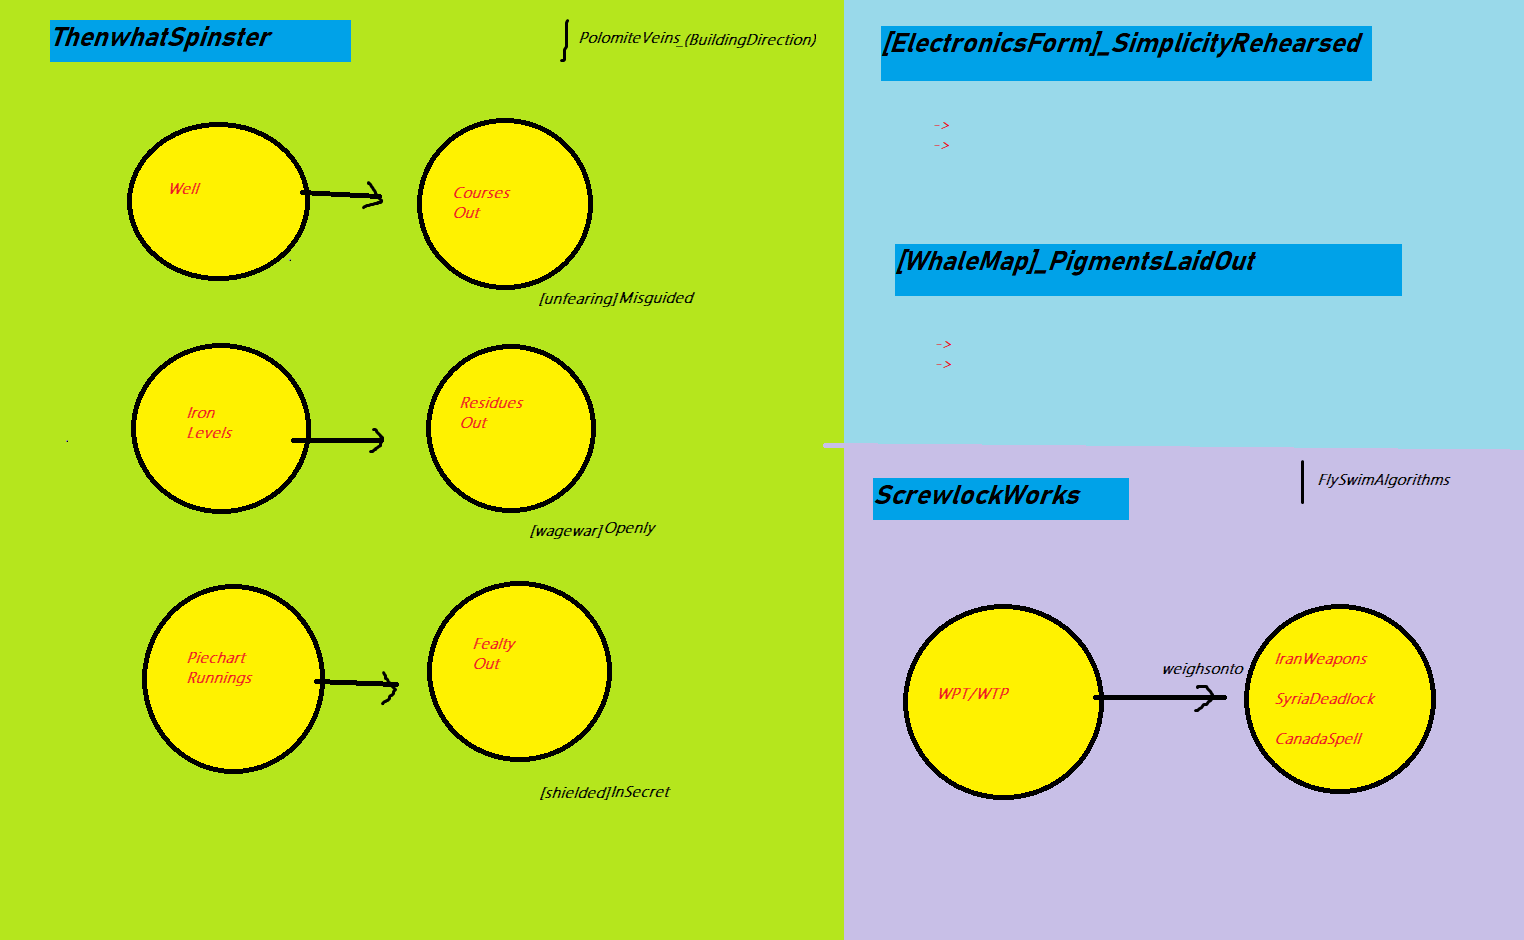 ThenwhatSpinster
PolomiteVeins_(BuildingDirection)
Well
Courses
Out
[unfearing]Misguided
Iron
Levels
Residues
Out
[wagewar]Openly
Piechart
Runnings
Fealty
Out
[shielded]InSecret
[ElectronicsForm]_SimplicityRehearsed
->
->
[WhaleMap]_PigmentsLaidOut
->
->
ScrewlockWorks
FlySwimAlgorithms
WPT/WTP
weighsonto
IranWeapons
SyriaDeadlock
CanadaSpell